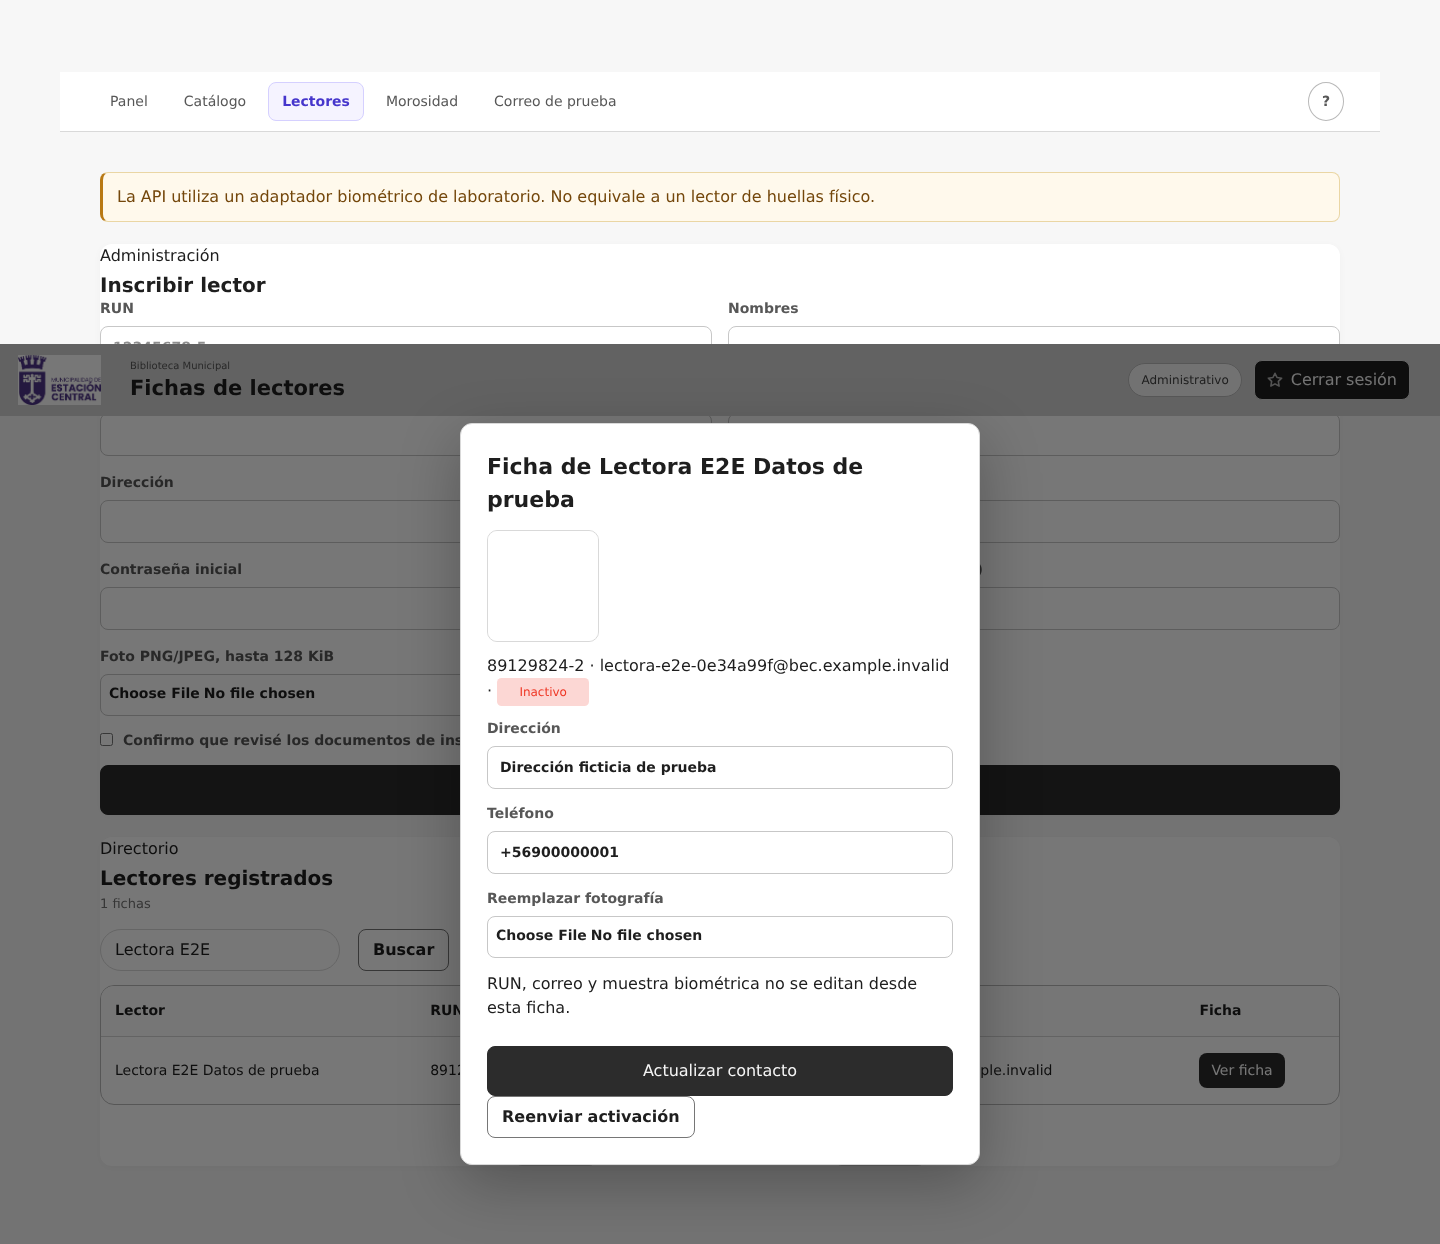 Panel
Catálogo
Lectores
Morosidad
Correo de prueba
?
La API utiliza un adaptador biométrico de laboratorio. No equivale a un lector de huellas físico.
Administración
Inscribir lector
RUN
Nombres
MUNICIPALIDAD DE
ESTACIÓN
CENTRAL
Biblioteca Municipal
Fichas de lectores
Administrativo
Cerrar sesión
Dirección
Contraseña inicial
Foto PNG/JPEG, hasta 128 KiB
Choose File No file chosen
Confirmo que revisé los documentos de
Directorio
Lectores registrados
1 fichas
Lectora E2E
Buscar
Lector
RUN
Ficha
Lectora E2E Datos de prueba
8912
ple.invalid
Ver ficha
Ficha de Lectora E2E Datos de
prueba
89129824-2 · lectora-e2e-0e34a99f@bec.example.invalid
· Inactivo
Dirección
Dirección ficticia de prueba
Teléfono
+56900000001
Reemplazar fotografía
Choose File No file chosen
RUN, correo y muestra biométrica no se editan desde
esta ficha.
Actualizar contacto
Reenviar activación